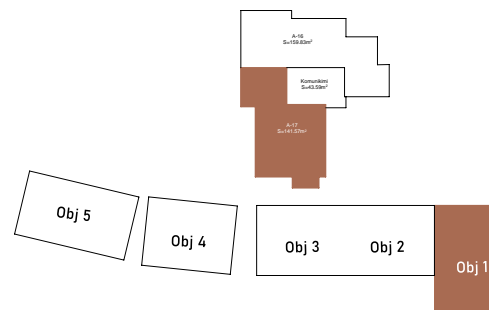 A-16
S=159.83m²
Komunikimi
S=43.59m²
A-17
S=141.57m²
Obj 5
Obj 4
Obj 3
Obj 2
Obj 1